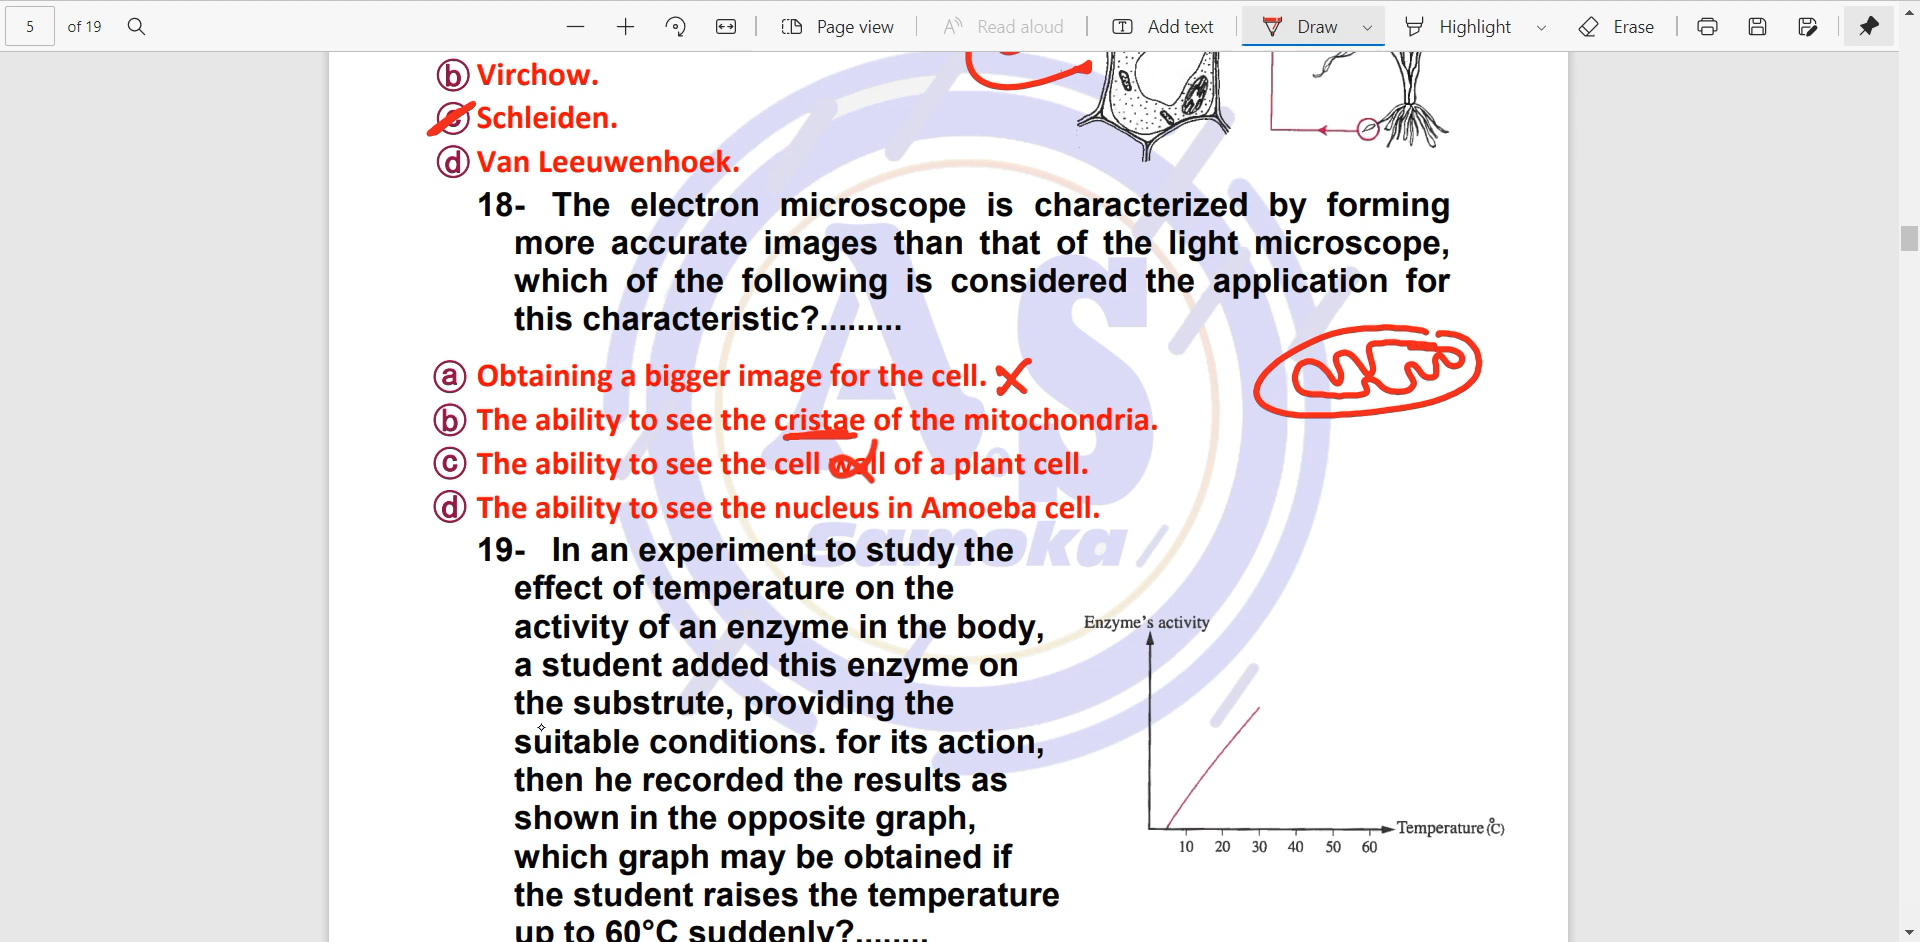 5 of 19 Page view Read aloud Add text Draw Highlight Erase
b Virchow.
c Schleiden.
d Van Leeuwenhoek.
18- The electron microscope is characterized by forming
more accurate images than that of the light microscope,
which of the following is considered the application for
this characteristic?.........
a Obtaining a bigger image for the cell.
b The ability to see the cristae of the mitochondria.
c The ability to see the cell wall of a plant cell.
d The ability to see the nucleus in Amoeba cell.
AS
Samoka
19- In an experiment to study the
effect of temperature on the
activity of an enzyme in the body,
a student added this enzyme on
the substrute, providing the
suitable conditions. for its action,
then he recorded the results as
shown in the opposite graph,
which graph may be obtained if
the student raises the temperature
up to 60°C suddenly?........
Enzyme's activity
Temperature (°C)
10 20 30 40 50 60